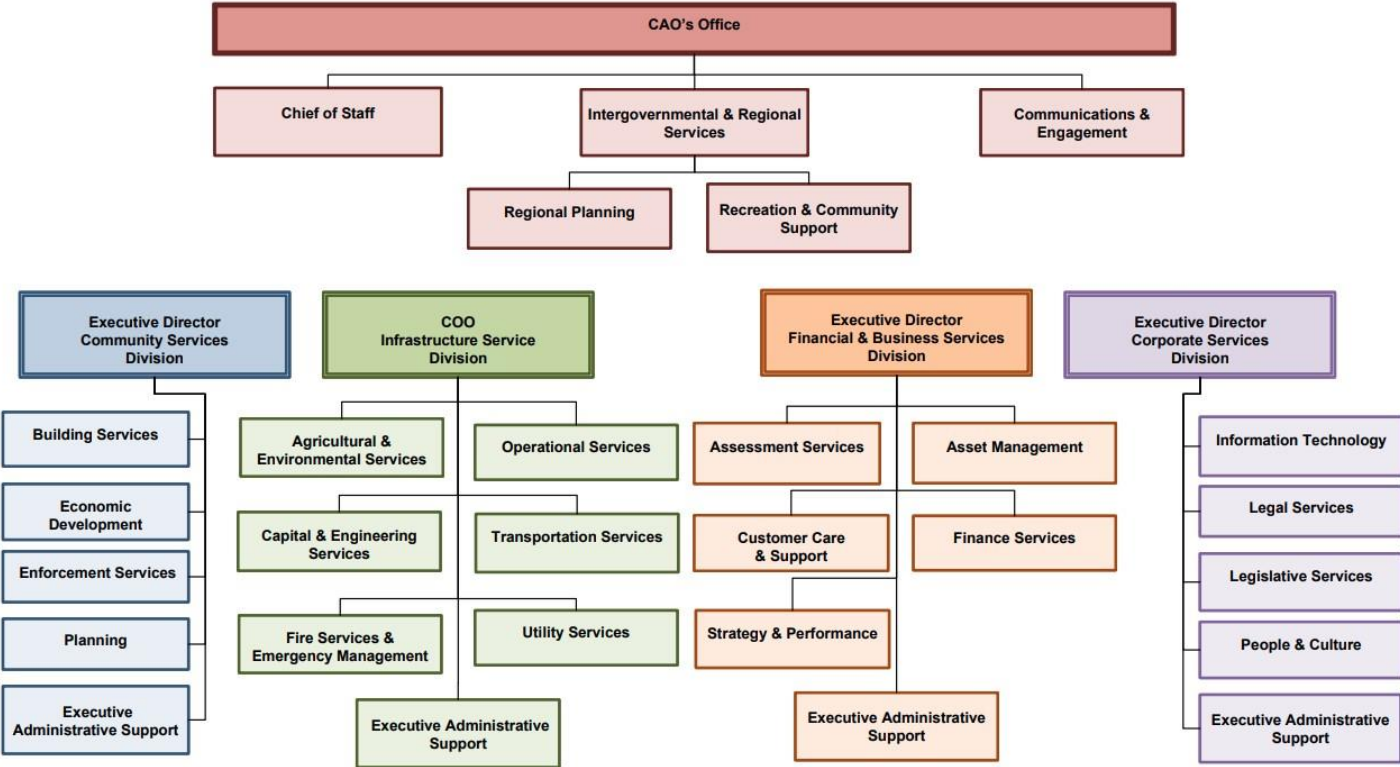 CAO's Office
Chief of Staff
Intergovernmental & Regional
Services
Communications &
Engagement
Regional Planning
Recreation & Community
Support
Executive Director
Community Services
Division
Building Services
Economic
Development
Enforcement Services
Planning
Executive
Administrative Support
COO
Infrastructure Service
Division
Agricultural &
Environmental Services
Operational Services
Capital & Engineering
Services
Transportation Services
Fire Services &
Emergency Management
Utility Services
Executive Administrative
Support
Executive Director
Financial & Business Services
Division
Assessment Services
Asset Management
Customer Care
& Support
Finance Services
Strategy & Performance
Executive Administrative
Support
Executive Director
Corporate Services
Division
Information Technology
Legal Services
Legislative Services
People & Culture
Executive Administrative
Support